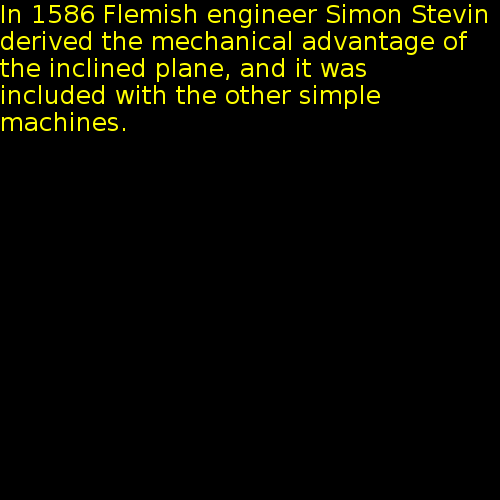 In 1586 Flemish engineer Simon Stevin
derived the mechanical advantage of
the inclined plane, and it was
included with the other simple
machines.